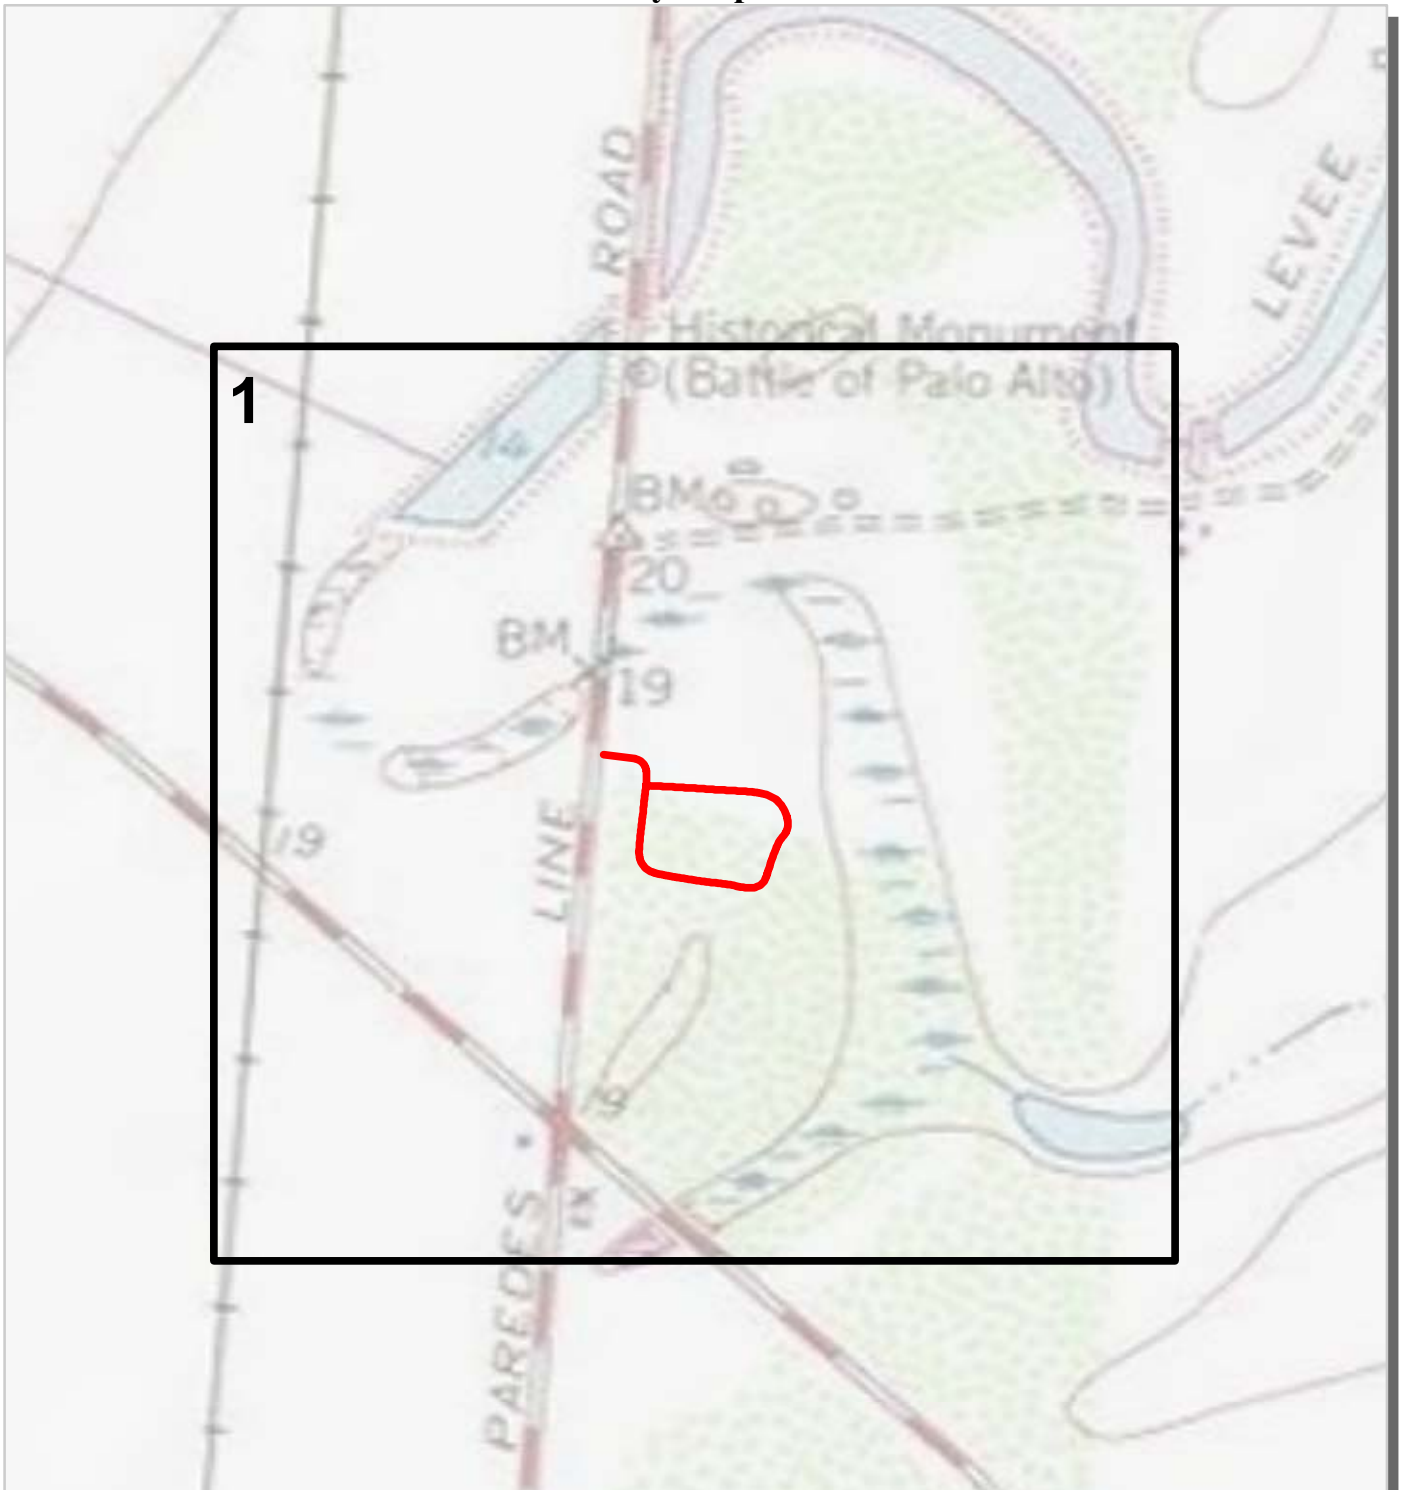 ROAD
LEVEE
Historical Monument
(Battle of Palo Alto)
1
BM
20
BM
19
19
LINE
19
PAREDES